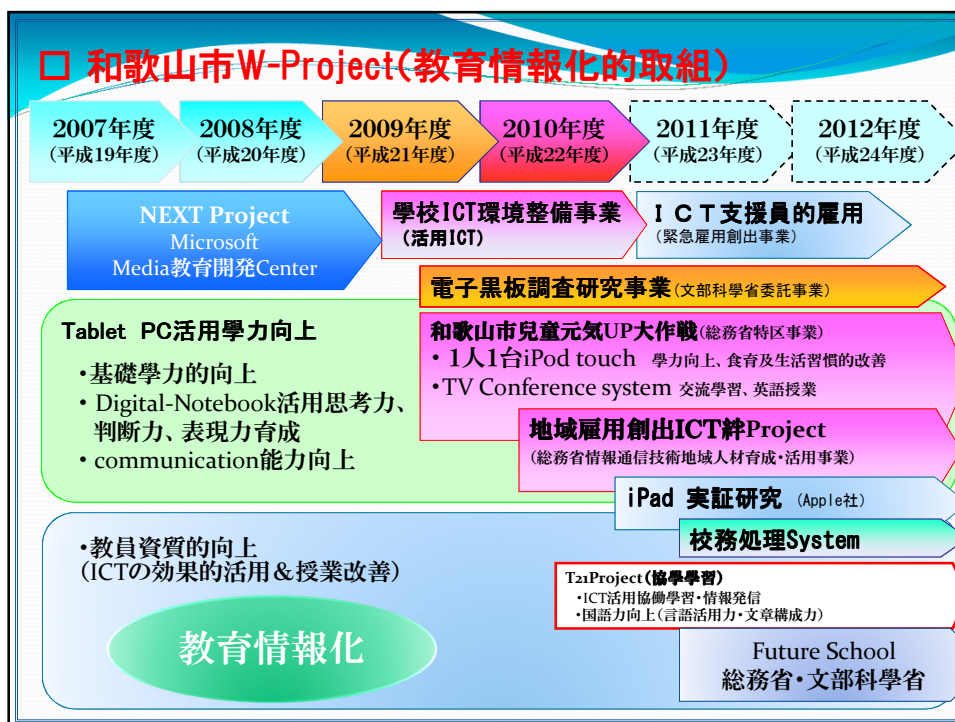 □ 和歌山市W-Project(教育情報化的取組)
2007年度
(平成19年度)
2008年度
(平成20年度)
2009年度
(平成21年度)
2010年度
(平成22年度)
2011年度
(平成23年度)
2012年度
(平成24年度)
NEXT Project
Microsoft
Media教育開発Center
學校ICT環境整備事業
(活用ICT)
ＩＣＴ支援員的雇用
(緊急雇用創出事業)
電子黒板調査研究事業(文部科學省委託事業)
Tablet PC活用學力向上
・基礎學力的向上
・Digital-Notebook活用思考力、
判断力、表現力育成
・communication能力向上
和歌山市兒童元気UP大作戦(総務省特区事業)
・1人1台iPod touch 學力向上、食育及生活習慣的改善
・TV Conference system 交流學習、英語授業
地域雇用創出ICT絆Project
(総務省情報通信技術地域人材育成・活用事業)
iPad 実証研究 (Apple社)
校務処理System
・教員資質的向上
(ICTの効果的活用＆授業改善)
教育情報化
T21Project(協學學習)
・ICT活用協働學習・情報発信
・国語力向上(言語活用力・文章構成力)
Future School
総務省・文部科學省